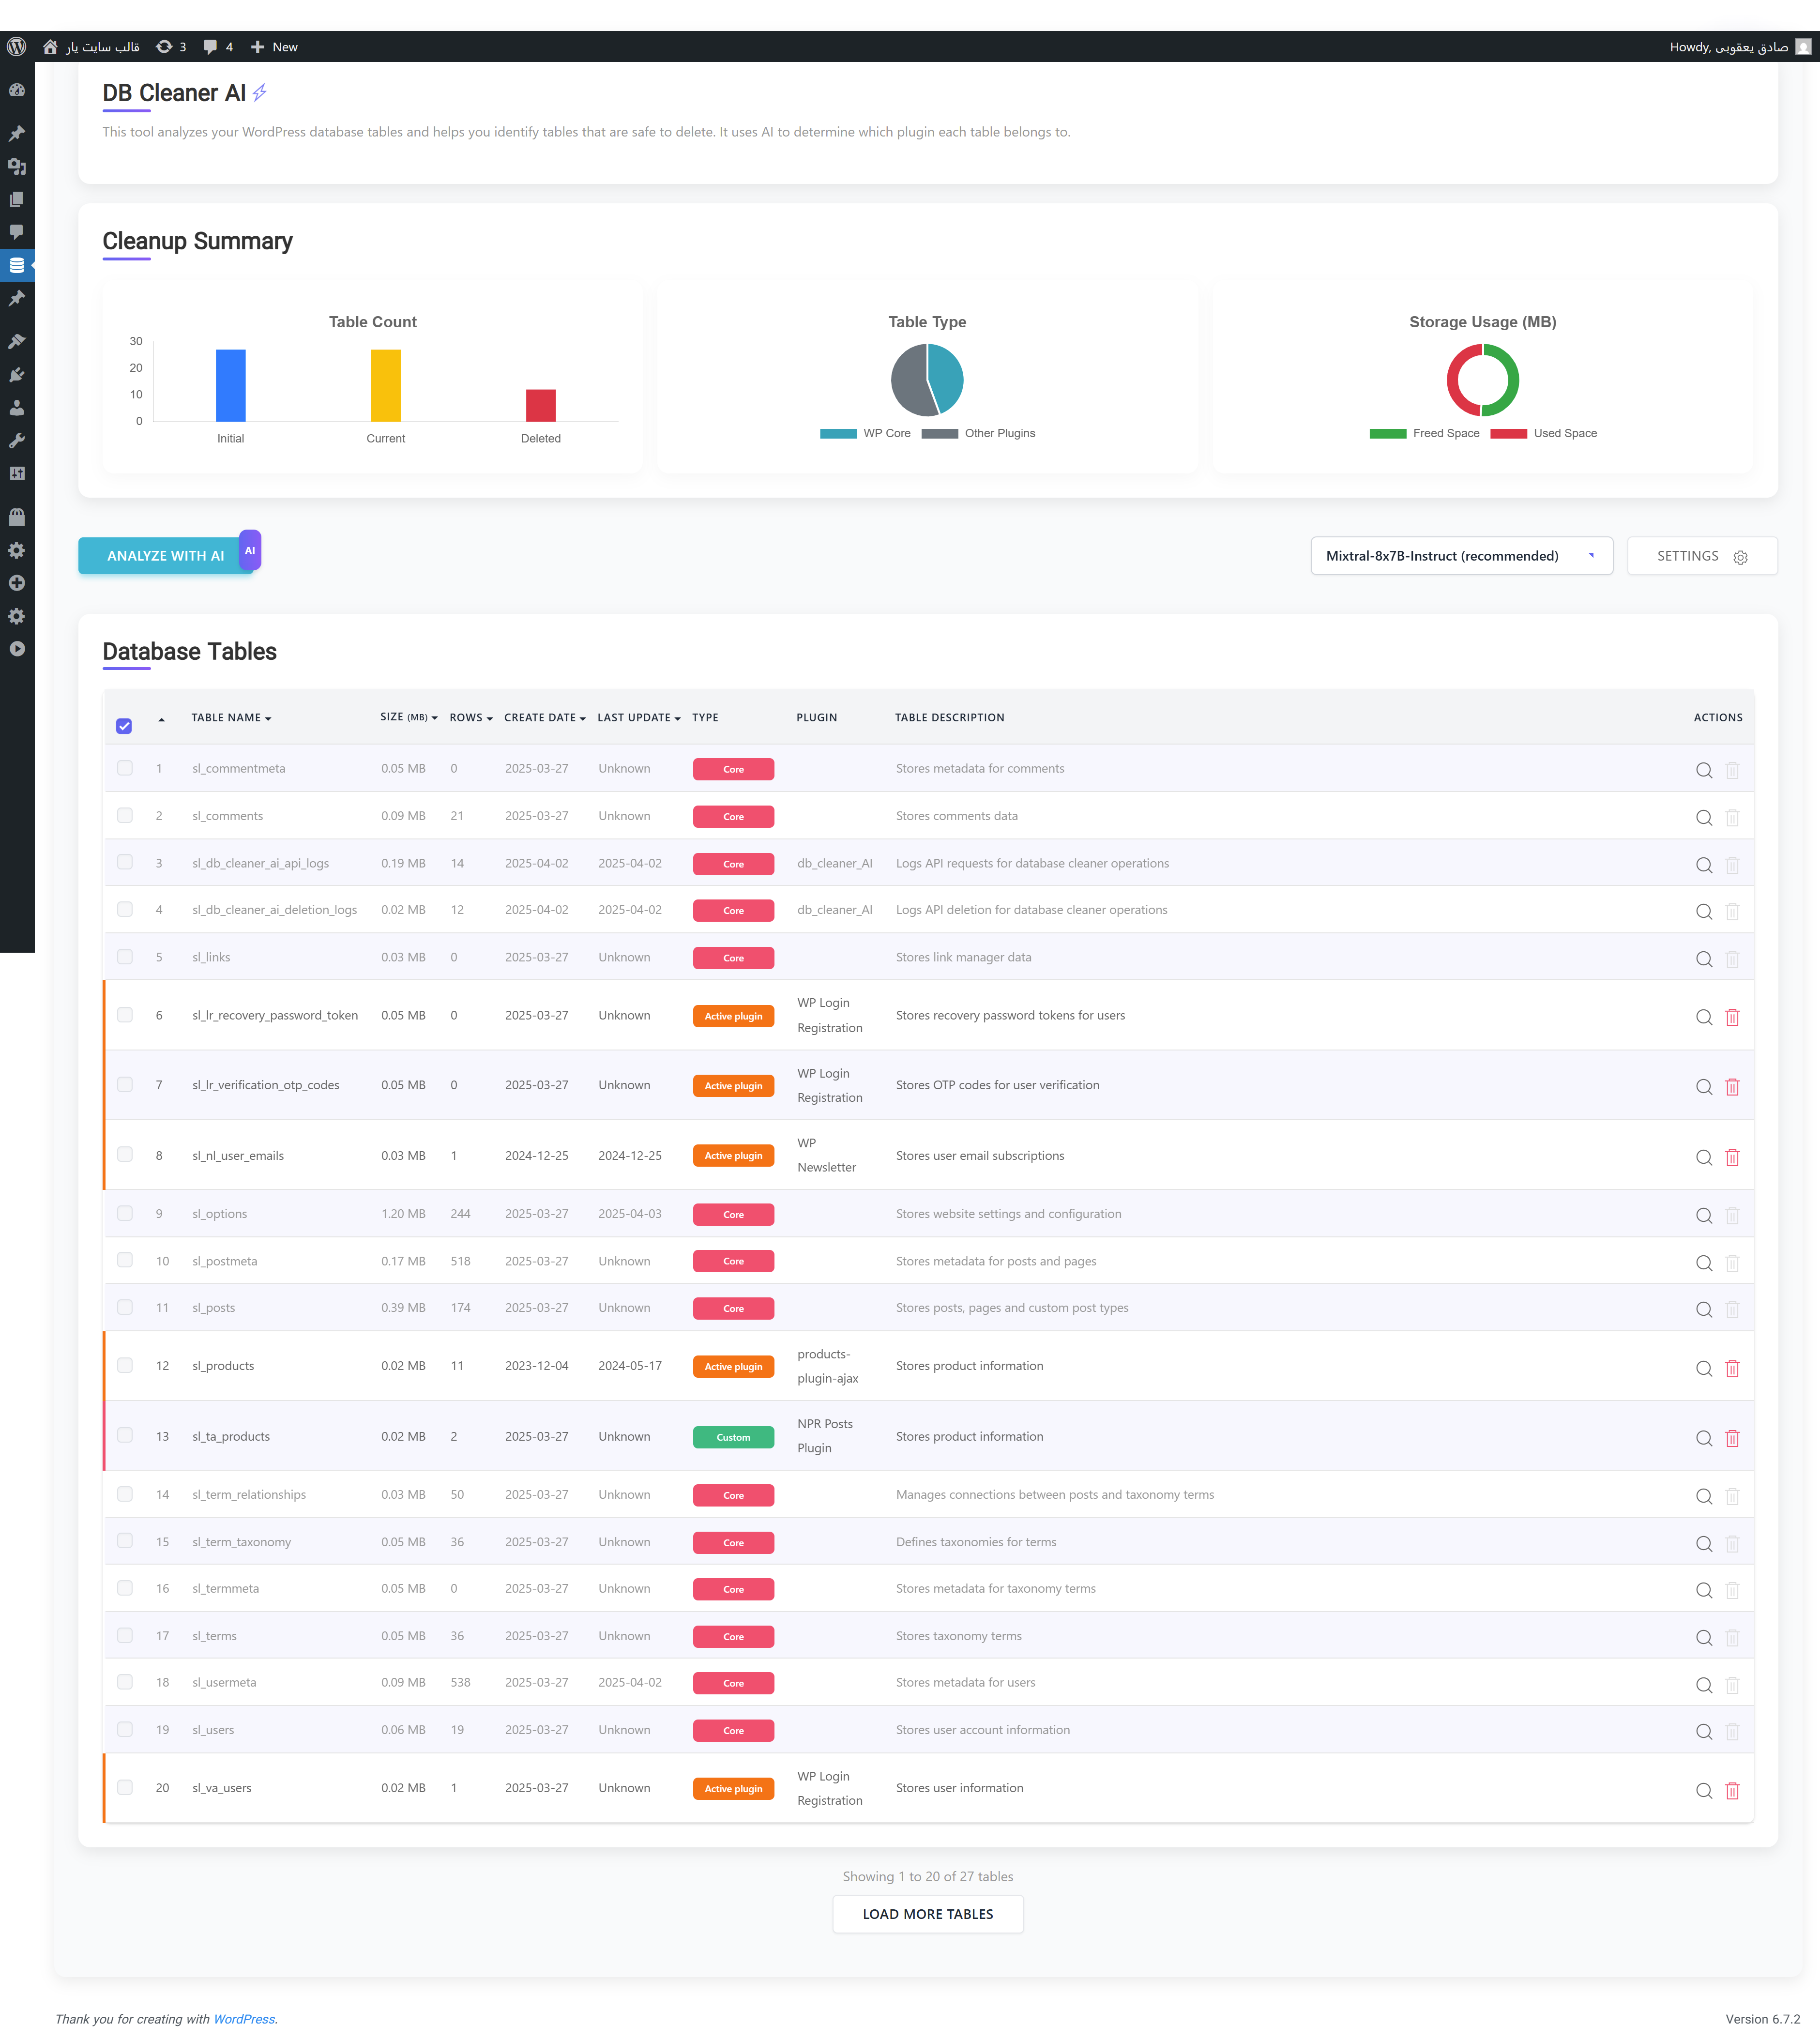 قالب سایت یار 3 4 New Howdy, صادق یعقوبی
DB Cleaner AI
This tool analyzes your WordPress database tables and helps you identify tables that are safe to delete. It uses AI to determine which plugin each table belongs to.
Cleanup Summary
Table Count
30
20
10
0
Initial Current Deleted
Table Type
WP Core Other Plugins
Storage Usage (MB)
Freed Space Used Space
ANALYZE WITH AI AI
Mixtral-8x7B-Instruct (recommended) SETTINGS
Database Tables
TABLE NAME SIZE (MB) ROWS CREATE DATE LAST UPDATE TYPE PLUGIN TABLE DESCRIPTION ACTIONS
1 sl_commentmeta 0.05 MB 0 2025-03-27 Unknown Core Stores metadata for comments
2 sl_comments 0.09 MB 21 2025-03-27 Unknown Core Stores comments data
3 sl_db_cleaner_ai_api_logs 0.19 MB 14 2025-04-02 2025-04-02 Core db_cleaner_AI Logs API requests for database cleaner operations
4 sl_db_cleaner_ai_deletion_logs 0.02 MB 12 2025-04-02 2025-04-02 Core db_cleaner_AI Logs API deletion for database cleaner operations
5 sl_links 0.03 MB 0 2025-03-27 Unknown Core Stores link manager data
6 sl_lr_recovery_password_token 0.05 MB 0 2025-03-27 Unknown Active plugin WP Login Registration Stores recovery password tokens for users
7 sl_lr_verification_otp_codes 0.05 MB 0 2025-03-27 Unknown Active plugin WP Login Registration Stores OTP codes for user verification
8 sl_nl_user_emails 0.03 MB 1 2024-12-25 2024-12-25 Active plugin WP Newsletter Stores user email subscriptions
9 sl_options 1.20 MB 244 2025-03-27 2025-04-03 Core Stores website settings and configuration
10 sl_postmeta 0.17 MB 518 2025-03-27 Unknown Core Stores metadata for posts and pages
11 sl_posts 0.39 MB 174 2025-03-27 Unknown Core Stores posts, pages and custom post types
12 sl_products 0.02 MB 11 2023-12-04 2024-05-17 Active plugin products-plugin-ajax Stores product information
13 sl_ta_products 0.02 MB 2 2025-03-27 Unknown Custom NPR Posts Plugin Stores product information
14 sl_term_relationships 0.03 MB 50 2025-03-27 Unknown Core Manages connections between posts and taxonomy terms
15 sl_term_taxonomy 0.05 MB 36 2025-03-27 Unknown Core Defines taxonomies for terms
16 sl_termmeta 0.05 MB 0 2025-03-27 Unknown Core Stores metadata for taxonomy terms
17 sl_terms 0.05 MB 36 2025-03-27 Unknown Core Stores taxonomy terms
18 sl_usermeta 0.09 MB 538 2025-03-27 2025-04-02 Core Stores metadata for users
19 sl_users 0.06 MB 19 2025-03-27 Unknown Core Stores user account information
20 sl_va_users 0.02 MB 1 2025-03-27 Unknown Active plugin WP Login Registration Stores user information
Showing 1 to 20 of 27 tables
LOAD MORE TABLES
Thank you for creating with WordPress. Version 6.7.2